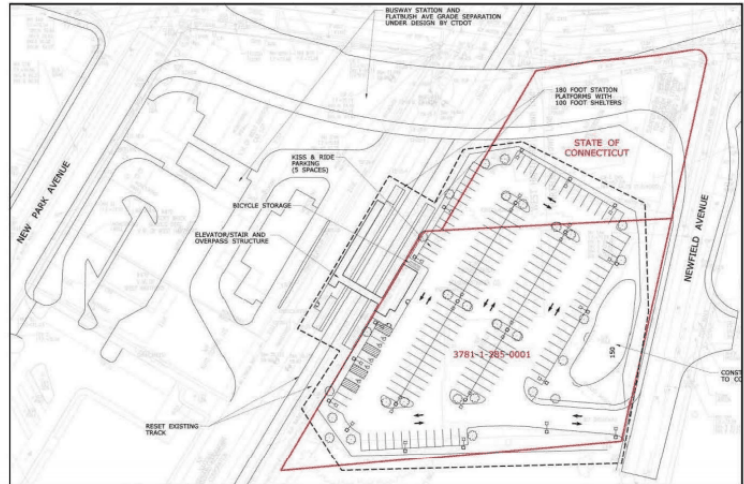 BUSWAY STATION AND
FLATBUSH AVE GRADE SEPARATION
UNDER DESIGN BY CTDOT
180 FOOT STATION
PLATFORMS WITH
100 FOOT SHELTERS
STATE OF
CONNECTICUT
KISS & RIDE
PARKING
(5 SPACES)
NEW PARK AVENUE
BICYCLE STORAGE
ELEVATOR/STAIR AND
OVERPASS STRUCTURE
NEWFIELD AVENUE
3781-1-285-0001
150
CONST
TO CO
RESET EXISTING
TRACK